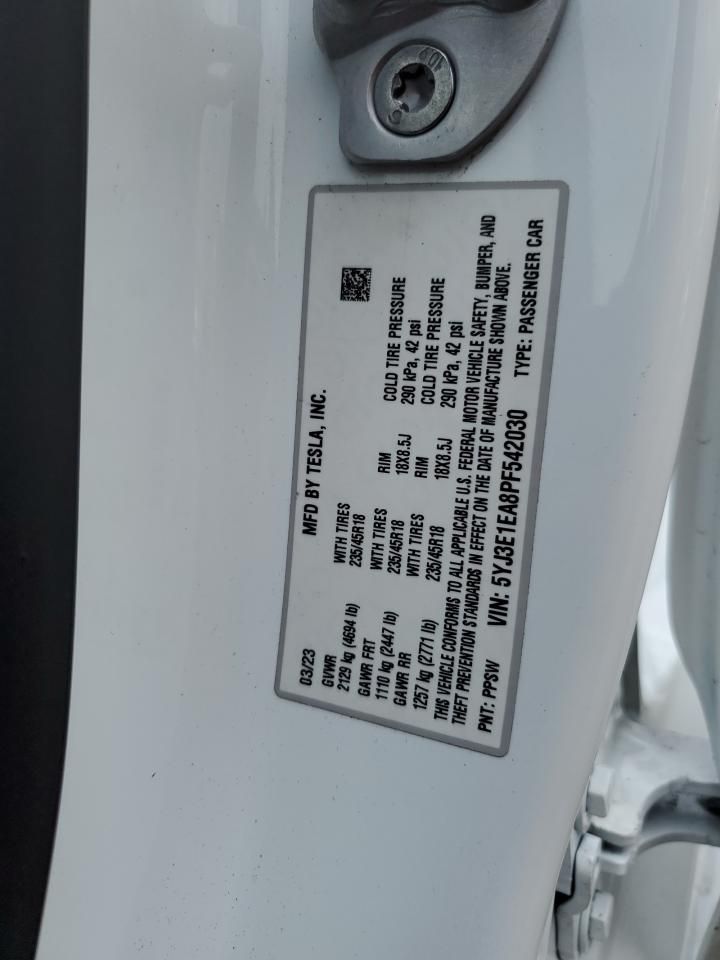 MFD BY TESLA, INC.
03/23
GVWR
2129 kg (4694 lb)
WITH TIRES
235/45R18
GAWR FRT
1110 kg (2447 lb)
WITH TIRES
235/45R18
RIM
18X8.5J
COLD TIRE PRESSURE
290 kPa, 42 psi
GAWR RR
1257 kg (2771 lb)
WITH TIRES
235/45R18
RIM
18X8.5J
COLD TIRE PRESSURE
290 kPa, 42 psi
THIS VEHICLE CONFORMS TO ALL APPLICABLE U.S. FEDERAL MOTOR VEHICLE SAFETY, BUMPER, AND
THEFT PREVENTION STANDARDS IN EFFECT ON THE DATE OF MANUFACTURE SHOWN ABOVE.
PNT: PPSW VIN: 5YJ3E1EA8PF542030 TYPE: PASSENGER CAR